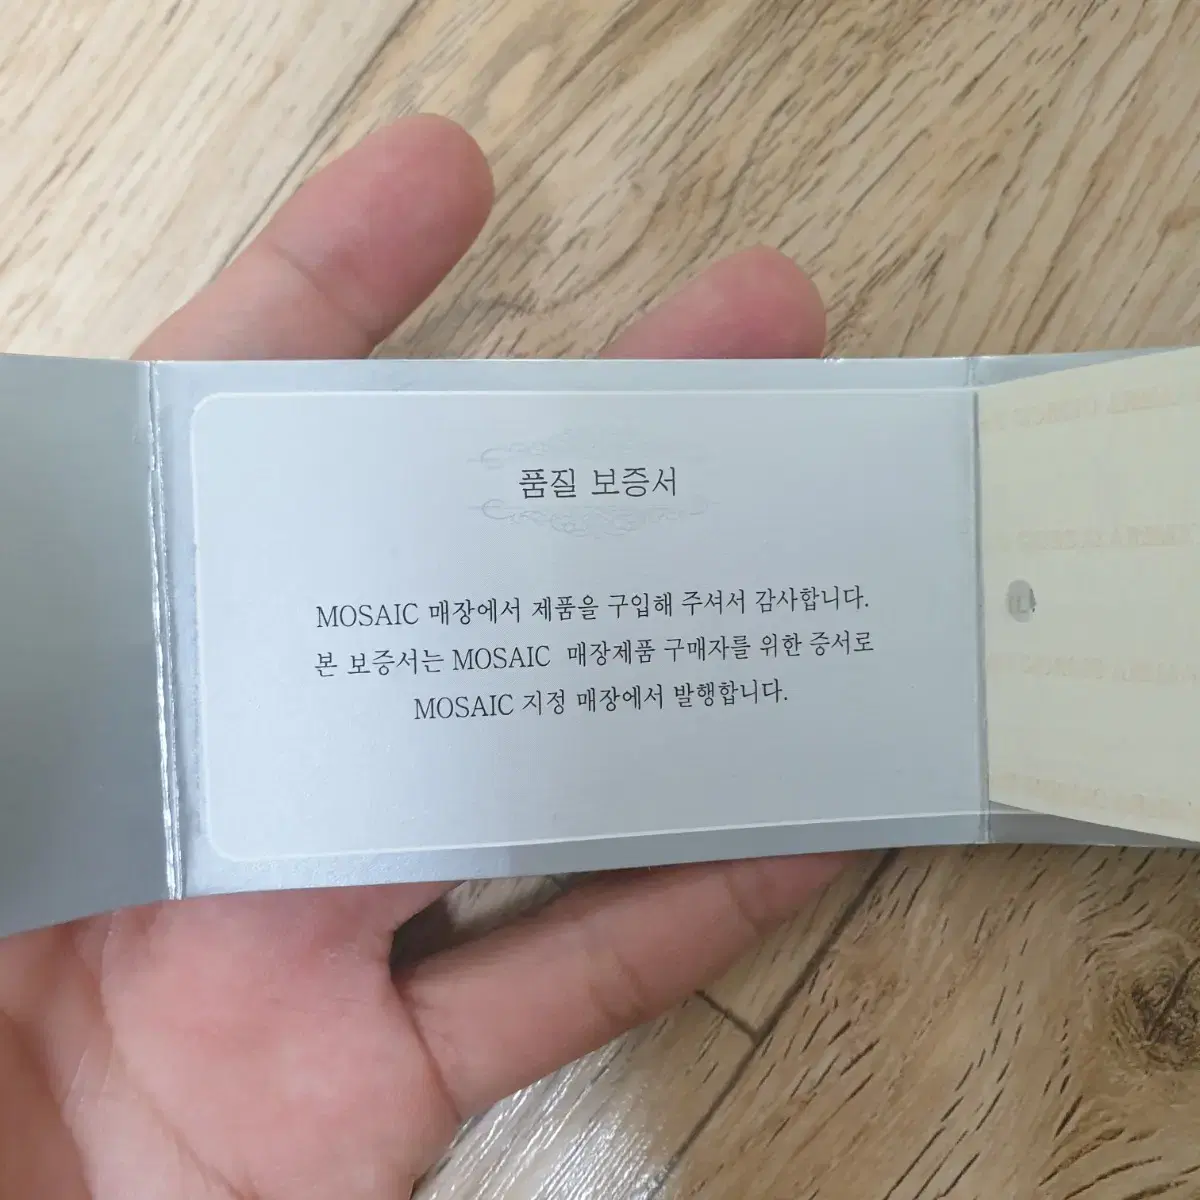 품질 보증서
MOSAIC 매장에서 제품을 구입해 주셔서 감사합니다.
본 보증서는 MOSAIC 매장제품 구매자를 위한 증서로
MOSAIC 지정 매장에서 발행합니다.